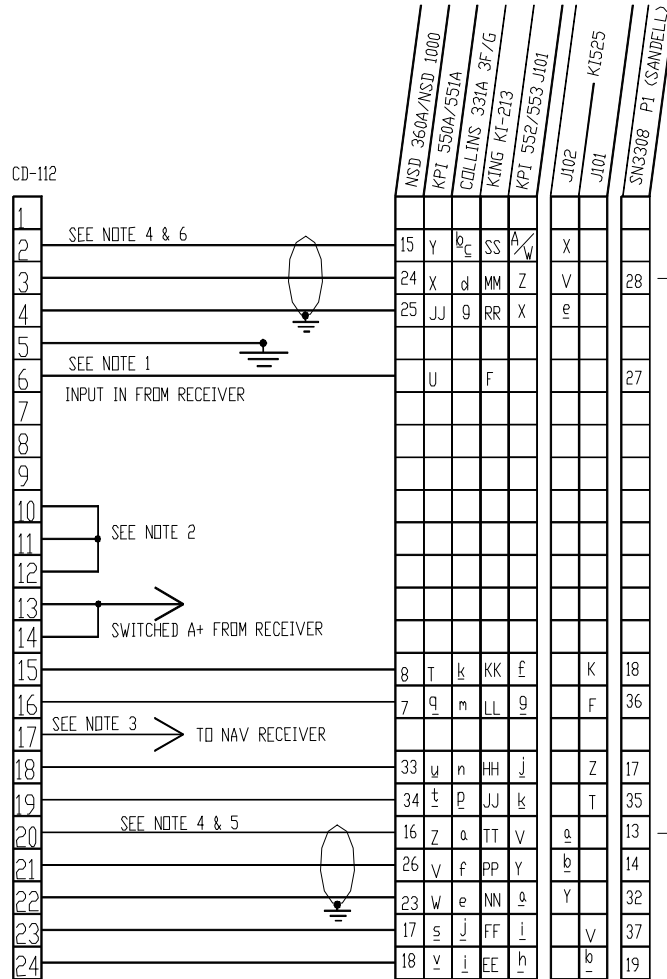 NSD 360A/NSD 1000
KPI 550A/551A
COLLINS 331A 3F/G
KING KI-213
KPI 552/553 J101
J102
J101
KI525
SN3308 P1 (SANDELL)
CD-112
1
2 SEE NOTE 4 & 6 15 Y b c SS A/W X
3 24 X d MM Z V 28
4 25 JJ g RR X e
5
6 SEE NOTE 1 U F 27
INPUT IN FROM RECEIVER
7
8
9
10
11 SEE NOTE 2
12
13
14 SWITCHED A+ FROM RECEIVER
15 8 T k KK f K 18
16 7 q m LL g F 36
17 SEE NOTE 3 TO NAV RECEIVER
18 33 u n HH j Z 17
19 34 t p JJ k T 35
20 SEE NOTE 4 & 5 16 Z a TT V a 13
21 26 V f PP Y b 14
22 23 W e NN a Y 32
23 17 s j FF i V 37
24 18 v i EE h b 19